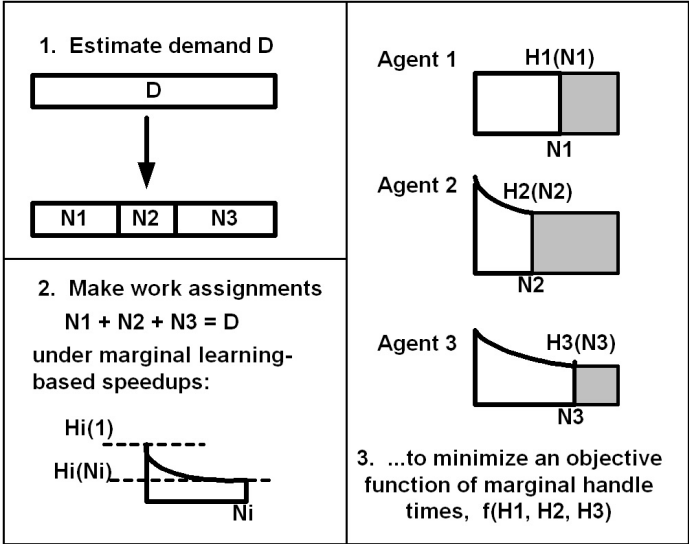 1. Estimate demand D
D
N1 N2 N3
2. Make work assignments
N1 + N2 + N3 = D
under marginal learning-
based speedups:
Hi(1)
Hi(Ni)
Ni
Agent 1
H1(N1)
N1
Agent 2
H2(N2)
N2
Agent 3
H3(N3)
N3
3. ...to minimize an objective
function of marginal handle
times, f(H1, H2, H3)